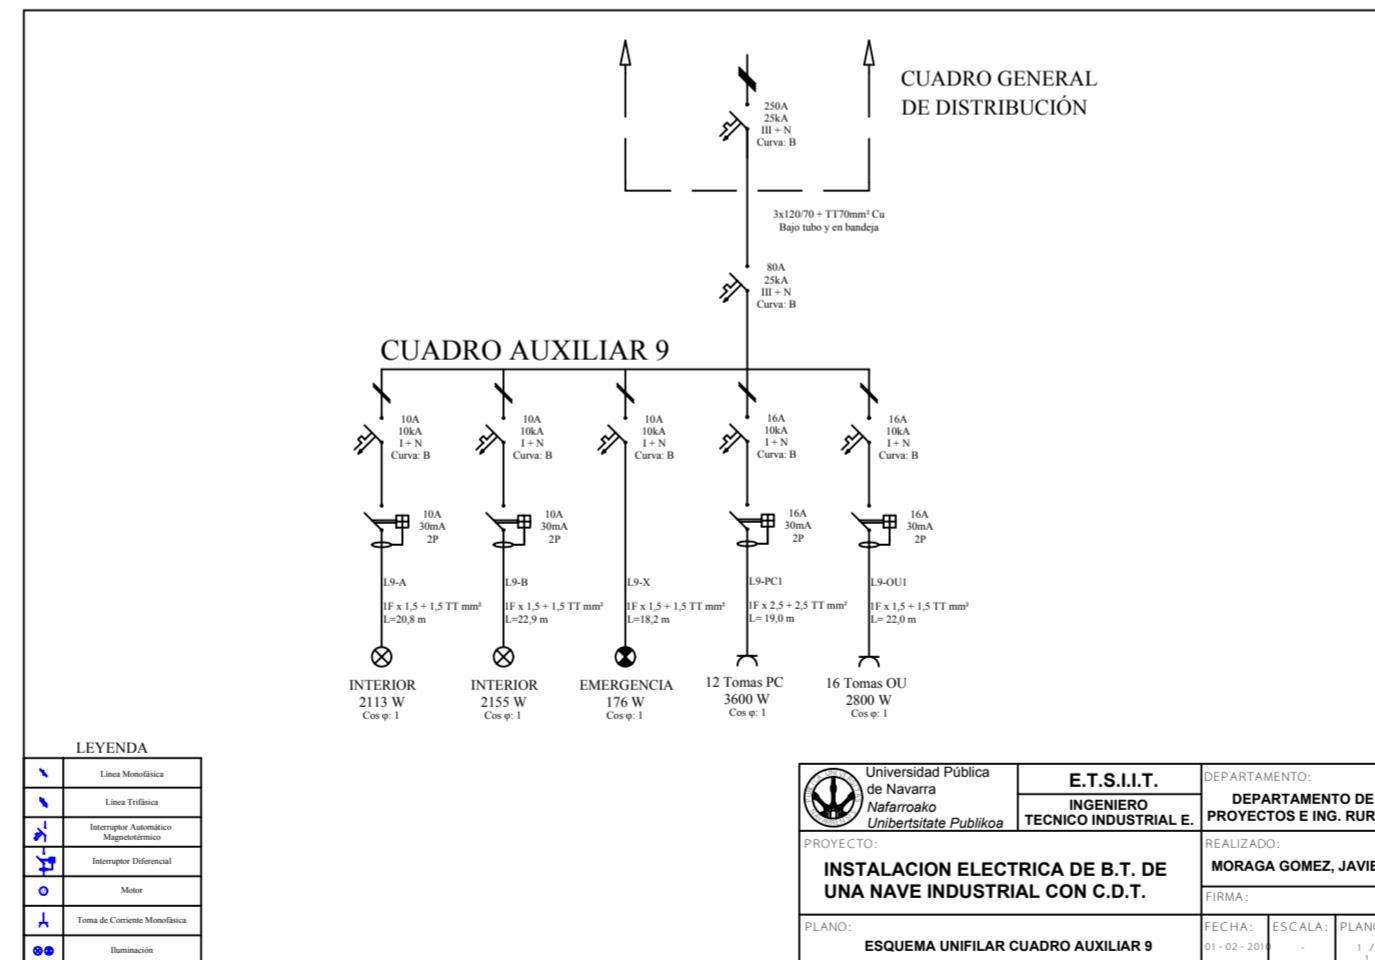 CUADRO GENERAL
DE DISTRIBUCIÓN
250A
25kA
III + N
Curva: B
3x120/70 + TT70mm² Cu
Bajo tubo y en bandeja
80A
25kA
III + N
Curva: B
CUADRO AUXILIAR 9
10A
10kA
I + N
Curva: B
10A
10kA
I + N
Curva: B
10A
10kA
I + N
Curva: B
16A
10kA
I + N
Curva: B
16A
10kA
I + N
Curva: B
10A
30mA
2P
10A
30mA
2P
16A
30mA
2P
16A
30mA
2P
L9-A
1F x 1,5 + 1,5 TT mm²
L=20,8 m
L9-B
1F x 1,5 + 1,5 TT mm²
L=22,9 m
L9-X
1F x 1,5 + 1,5 TT mm²
L=18,2 m
L9-PC1
1F x 2,5 + 2,5 TT mm²
L= 19,0 m
L9-OU1
1F x 1,5 + 1,5 TT mm²
L= 22,0 m
INTERIOR
2113 W
Cos φ: 1
INTERIOR
2155 W
Cos φ: 1
EMERGENCIA
176 W
Cos φ: 1
12 Tomas PC
3600 W
Cos φ: 1
16 Tomas OU
2800 W
Cos φ: 1
LEYENDA
Línea Monofásica
Línea Trifásica
Interruptor Automático
Magnetotérmico
Interruptor Diferencial
Motor
Toma de Corriente Monofásica
Iluminación
Universidad Pública
de Navarra
Nafarroako
Unibertsitate Publikoa
E.T.S.I.I.T.
INGENIERO
TECNICO INDUSTRIAL E.
DEPARTAMENTO:
DEPARTAMENTO DE
PROYECTOS E ING. RUR
PROYECTO:
INSTALACION ELECTRICA DE B.T. DE
UNA NAVE INDUSTRIAL CON C.D.T.
REALIZADO:
MORAGA GOMEZ, JAVIE
FIRMA:
PLANO:
ESQUEMA UNIFILAR CUADRO AUXILIAR 9
FECHA:
01 - 02 - 2010
ESCALA:
-
PLANO
1 /
1